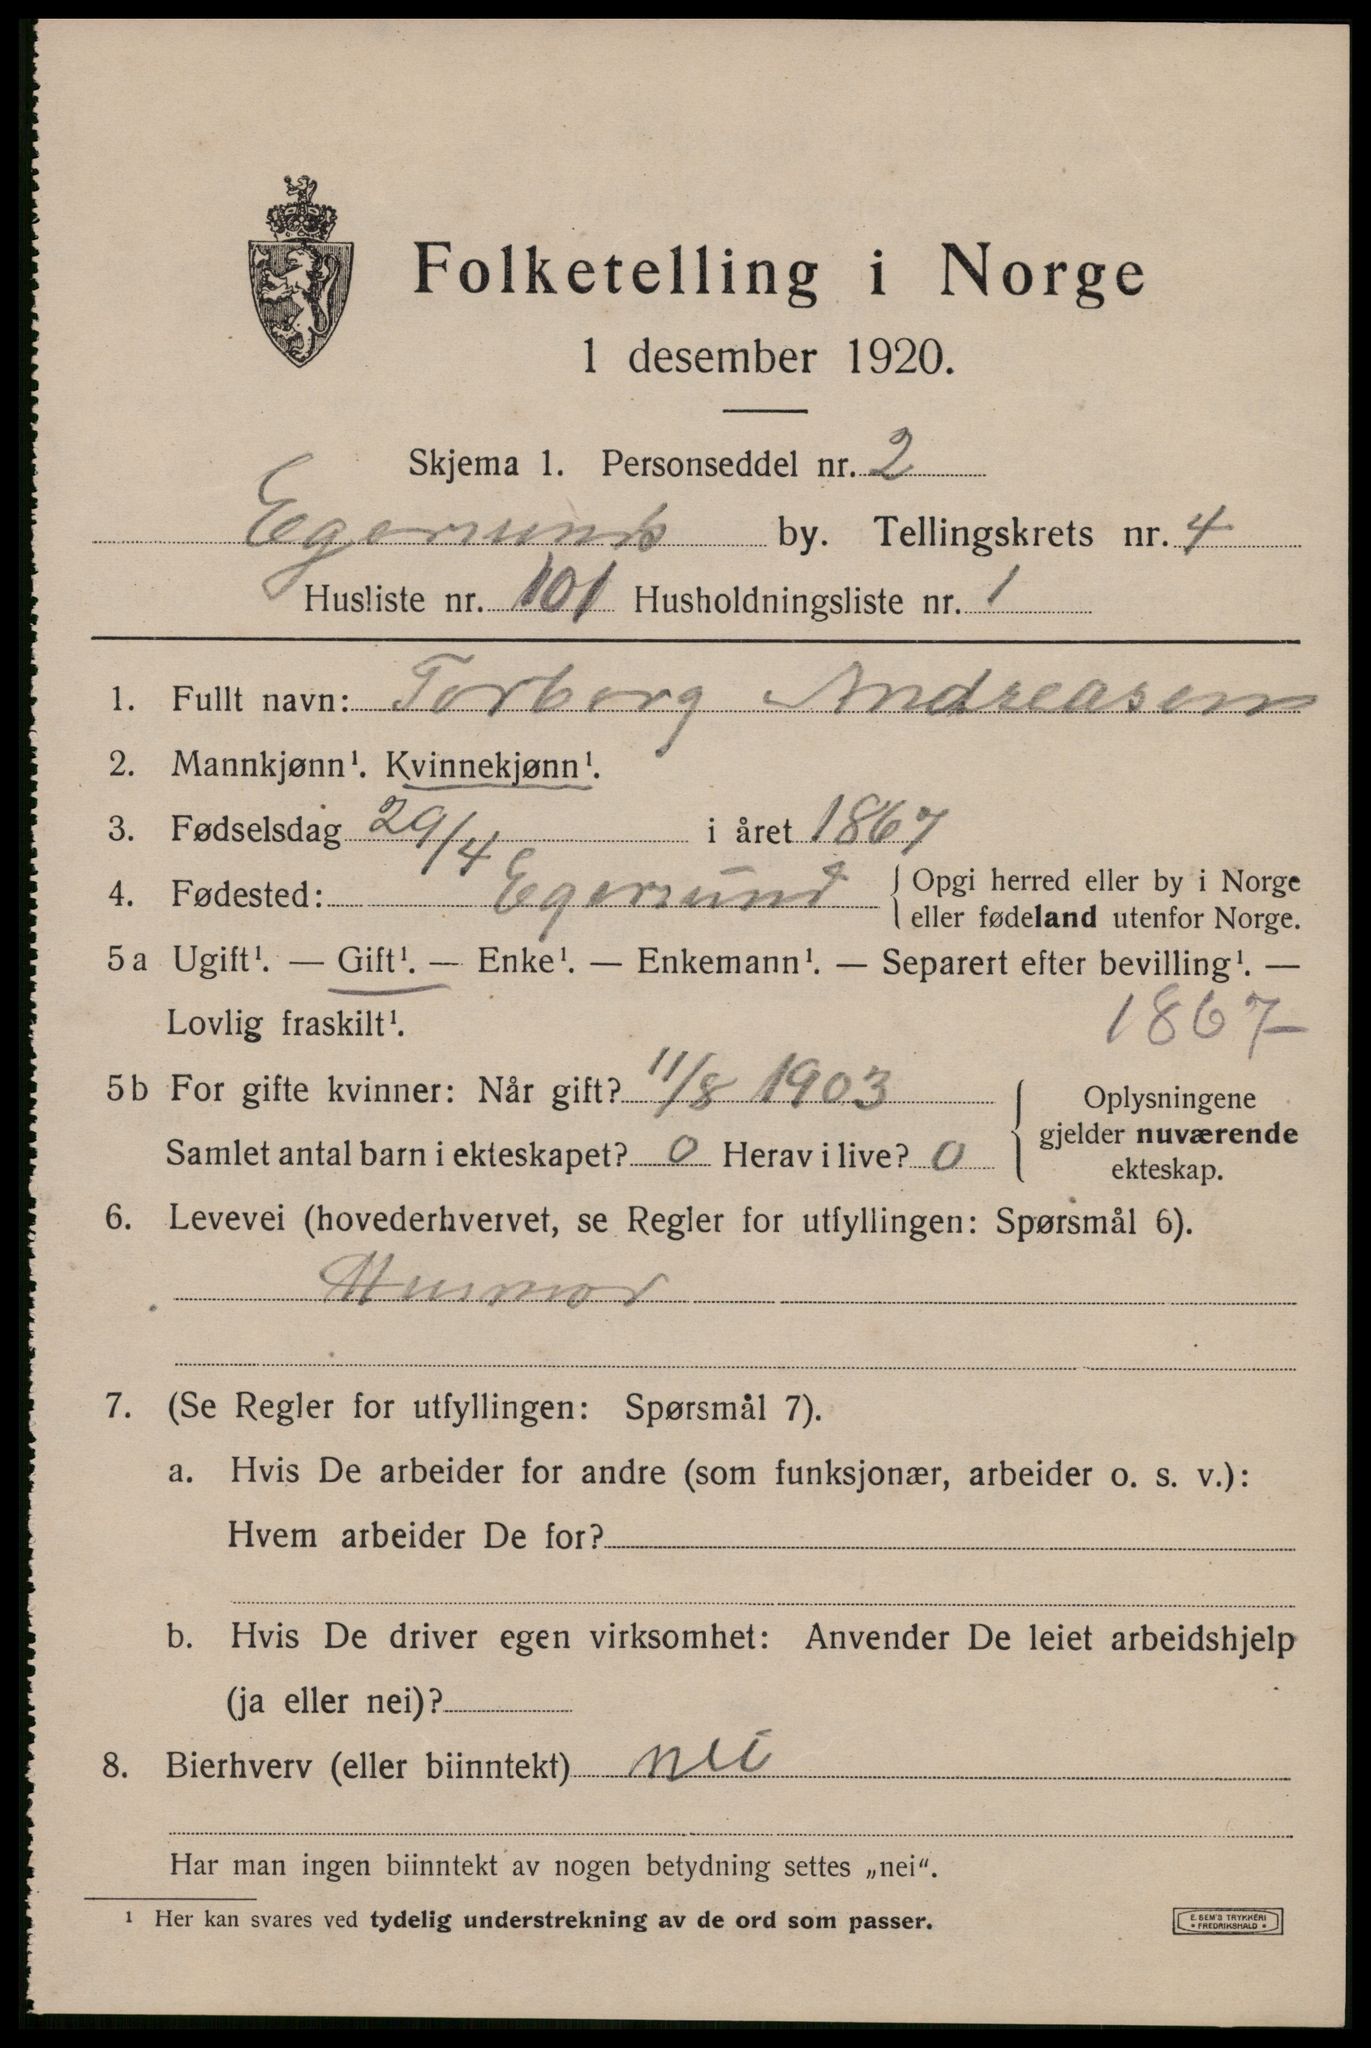 Folketelling i Norge
1 desember 1920.
Skjema 1. Personseddel nr. 2
Egersunds by. Tellingskrets nr. 4
Husliste nr. 101 Husholdningsliste nr. 1
1. Fullt navn: Torborg Andreasen
2. Mannkjønn¹. Kvinnekjønn¹.
3. Fødselsdag 29/4 i året 1867
4. Fødested: Egersund { Opgi herred eller by i Norge
eller fødeland utenfor Norge.
5a Ugift¹. — Gift¹. — Enke¹. — Enkemann¹. — Separert efter bevilling¹. —
Lovlig fraskilt¹. 1867
5b For gifte kvinner: Når gift? 11/8 1903
Samlet antal barn i ekteskapet? 0 Herav i live? 0
{ Oplysningene
gjelder nuværende
ekteskap.
6. Levevei (hovederhvervet, se Regler for utfyllingen: Spørsmål 6).
Husmor
7. (Se Regler for utfyllingen: Spørsmål 7).
a. Hvis De arbeider for andre (som funksjonær, arbeider o. s. v.):
Hvem arbeider De for?
b. Hvis De driver egen virksomhet: Anvender De leiet arbeidshjelp
(ja eller nei)?
8. Bierhverv (eller biinntekt) nei
Har man ingen biinntekt av nogen betydning settes „nei“.
¹ Her kan svares ved tydelig understrekning av de ord som passer.
E. SEM'S TRYKKERI
• FREDRIKSHALD •